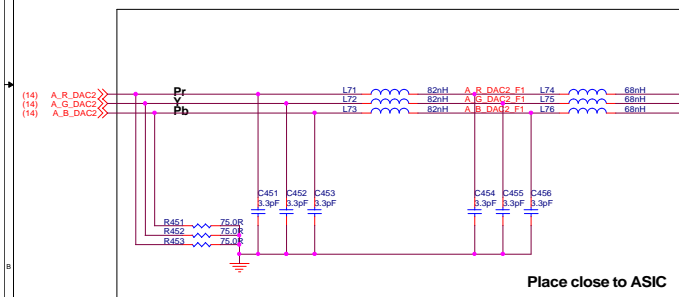 (14) A_R_DAC2 Pr L71 82nH A_R_DAC2_F1 L74 68nH
(14) A_G_DAC2 Y L72 82nH A_G_DAC2_F1 L75 68nH
(14) A_B_DAC2 Pb L73 82nH A_B_DAC2_F1 L76 68nH
C451 C452 C453 C454 C455 C456
3.3pF 3.3pF 3.3pF 3.3pF 3.3pF 3.3pF
R451 75.0R
R452 75.0R
R453 75.0R
B
Place close to ASIC